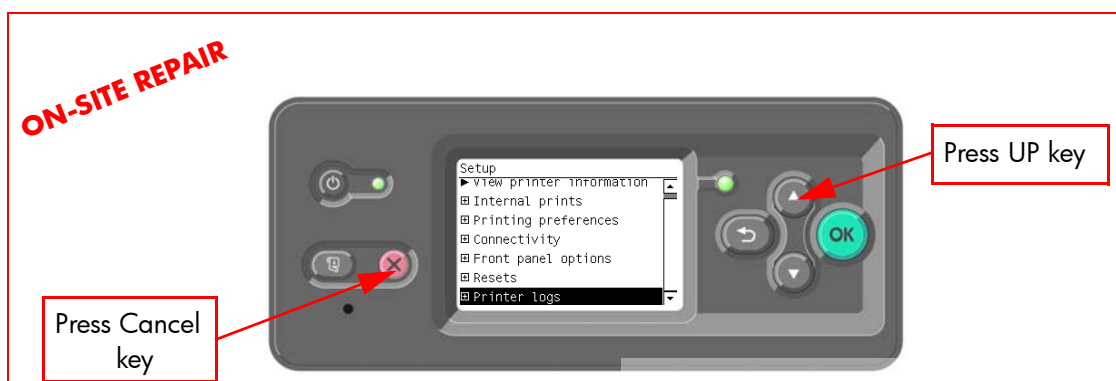 ON-SITE REPAIR
Setup
View printer information
Internal prints
Printing preferences
Connectivity
Front panel options
Resets
Printer logs
Press UP key
OK
Press Cancel
key